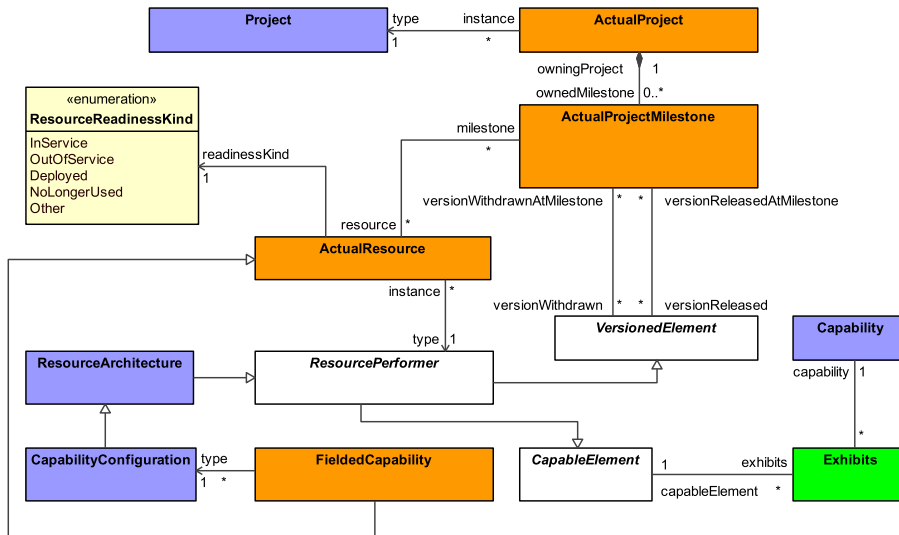 Project
type
instance
ActualProject
1
*
owningProject
1
ownedMilestone
0..*
«enumeration»
ResourceReadinessKind
InService
OutOfService
Deployed
NoLongerUsed
Other
readinessKind
1
milestone
*
ActualProjectMilestone
versionWithdrawnAtMilestone
*
*
versionReleasedAtMilestone
resource
*
ActualResource
instance
*
versionWithdrawn
*
*
versionReleased
type
1
VersionedElement
Capability
ResourceArchitecture
ResourcePerformer
capability
1
*
CapabilityConfiguration
type
1
*
FieldedCapability
CapableElement
1
exhibits
capableElement
*
Exhibits